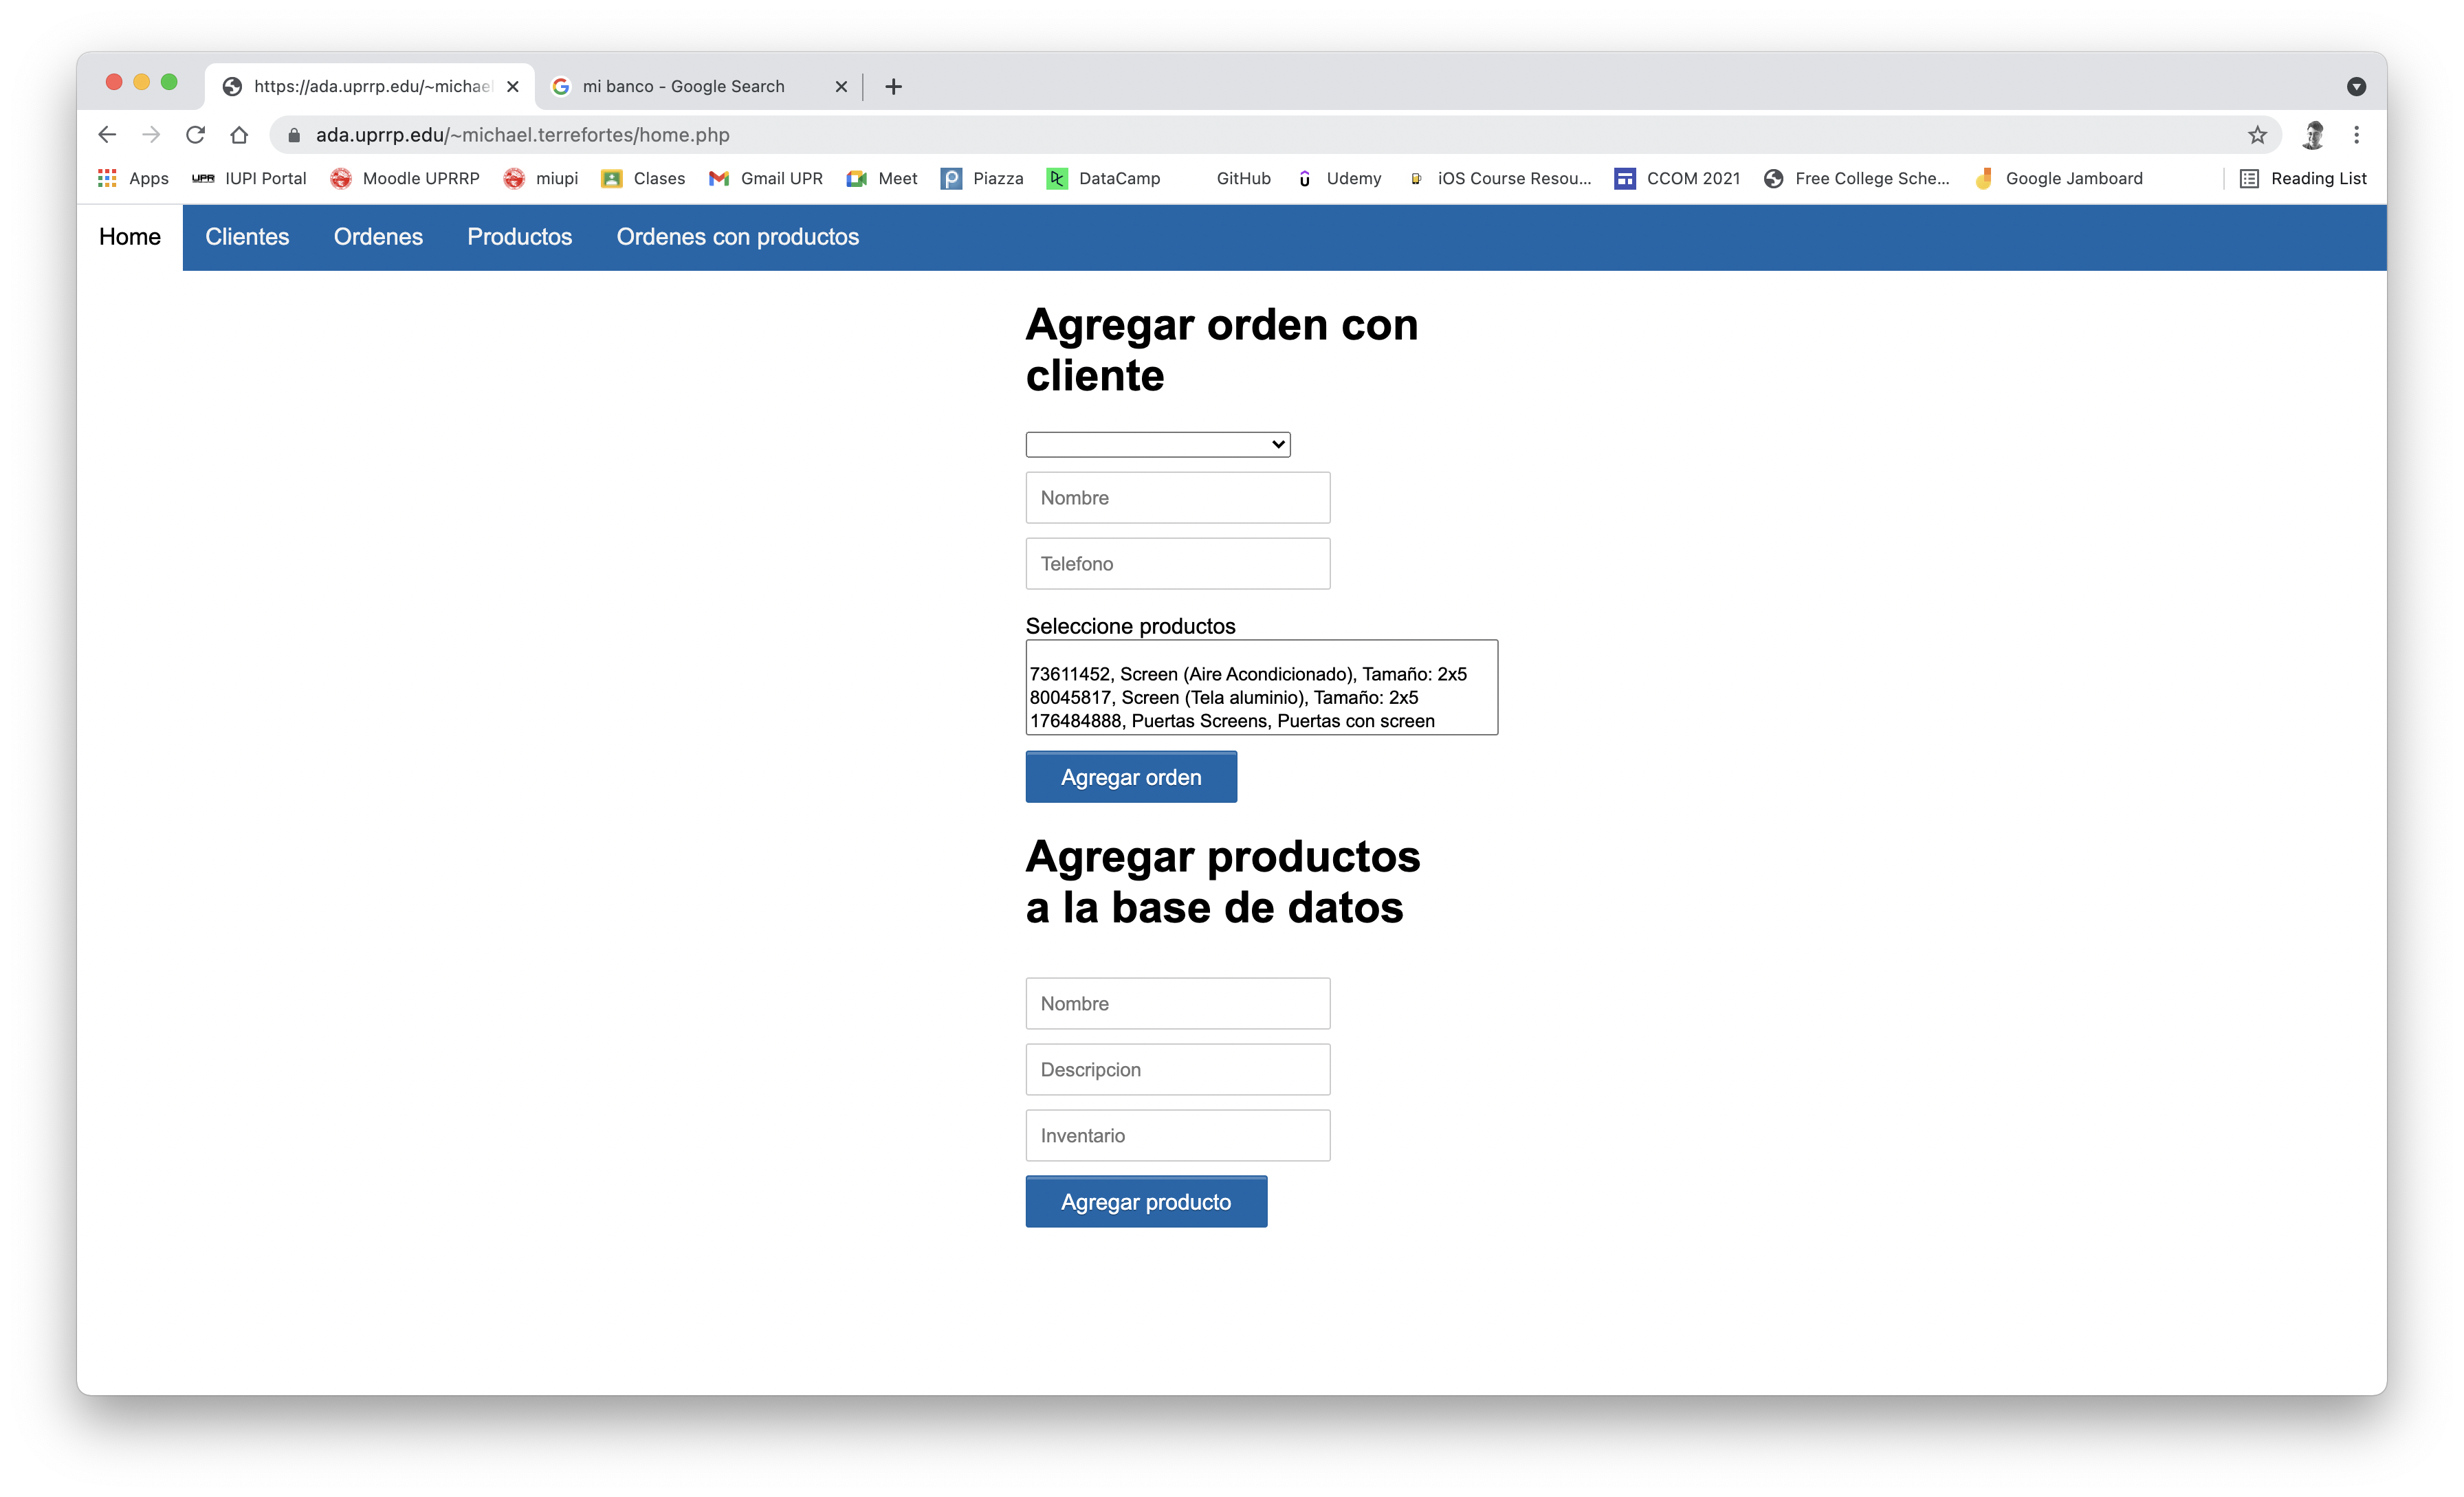 https://ada.uprrp.edu/~michael
mi banco - Google Search
ada.uprrp.edu/~michael.terrefortes/home.php
Apps UPR IUPI Portal Moodle UPRRP miupi Clases Gmail UPR Meet Piazza DataCamp GitHub Udemy iOS Course Resou... CCOM 2021 Free College Sche... Google Jamboard Reading List
Home Clientes Ordenes Productos Ordenes con productos
Agregar orden con
cliente
Nombre
Telefono
Seleccione productos
73611452, Screen (Aire Acondicionado), Tamaño: 2x5
80045817, Screen (Tela aluminio), Tamaño: 2x5
176484888, Puertas Screens, Puertas con screen
Agregar orden
Agregar productos
a la base de datos
Nombre
Descripcion
Inventario
Agregar producto